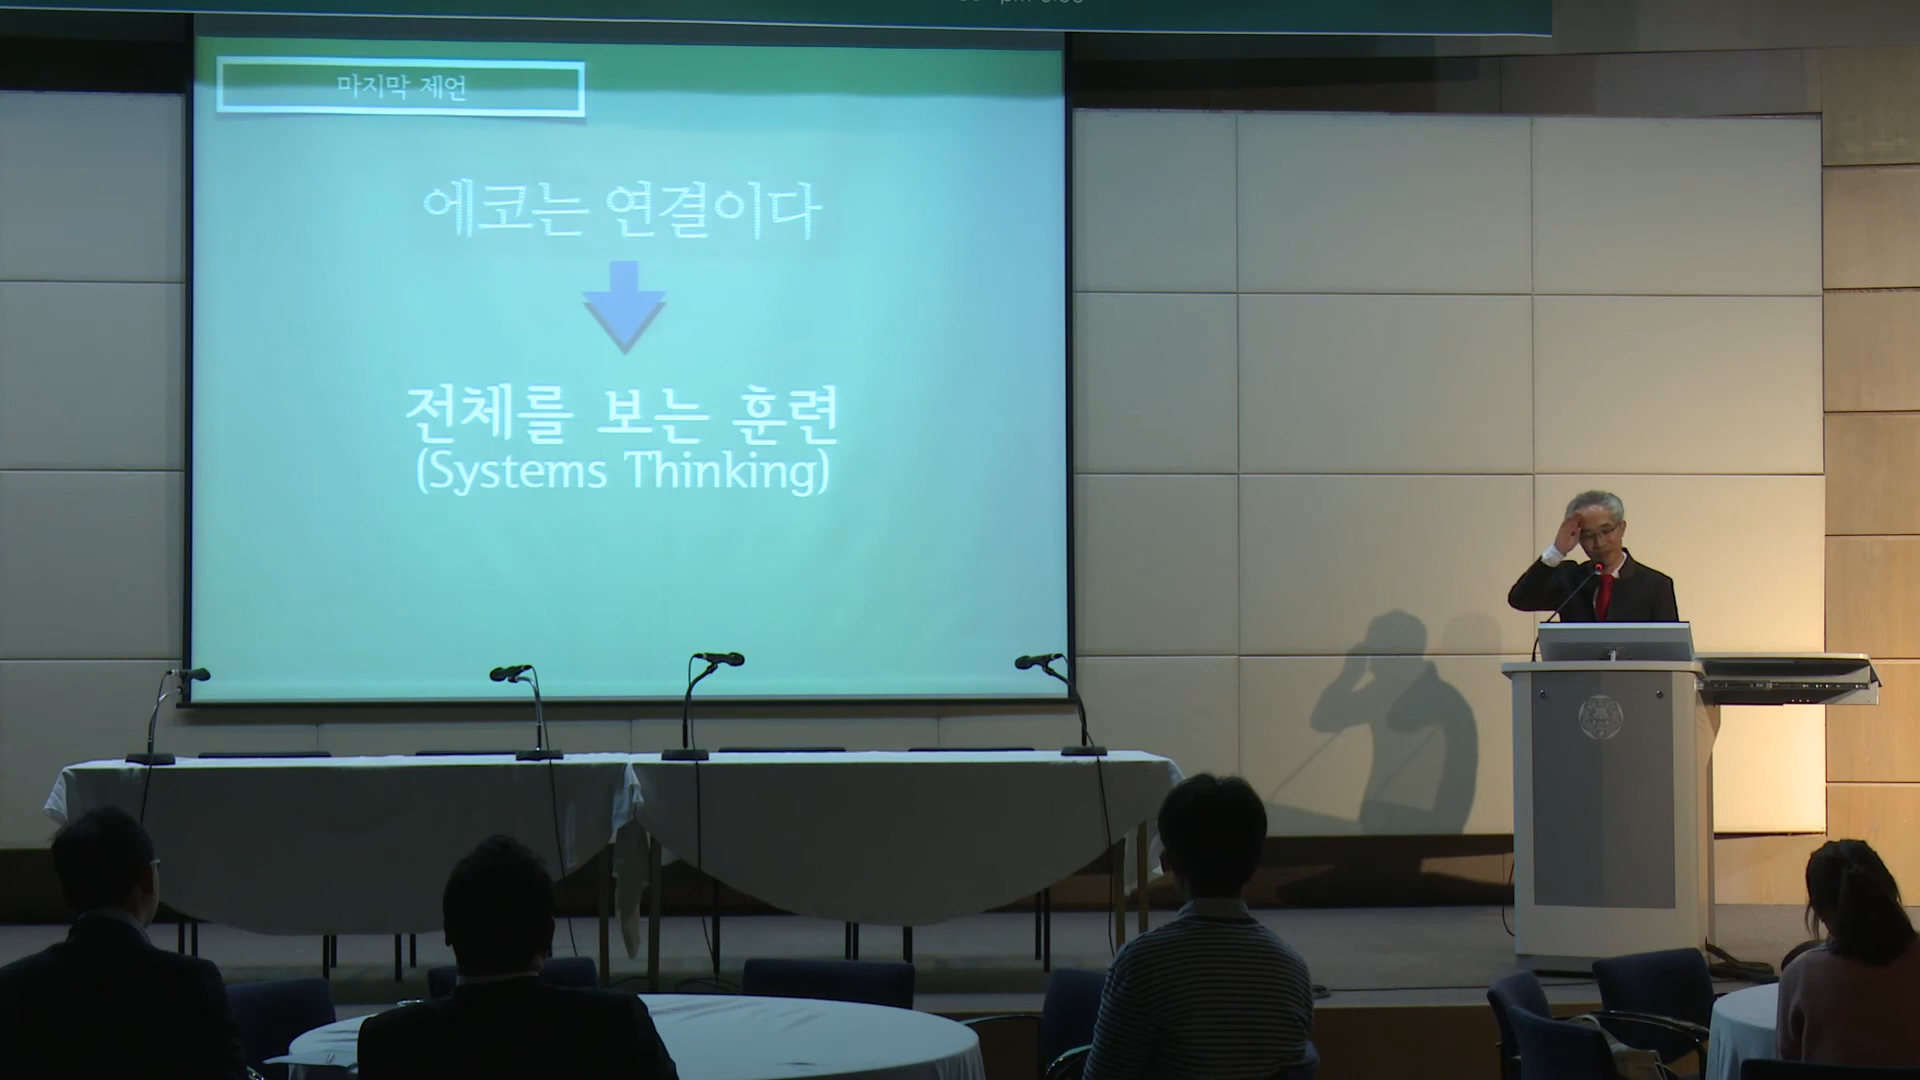 마지막 제언
에코는 연결이다
전체를 보는 훈련
(Systems Thinking)